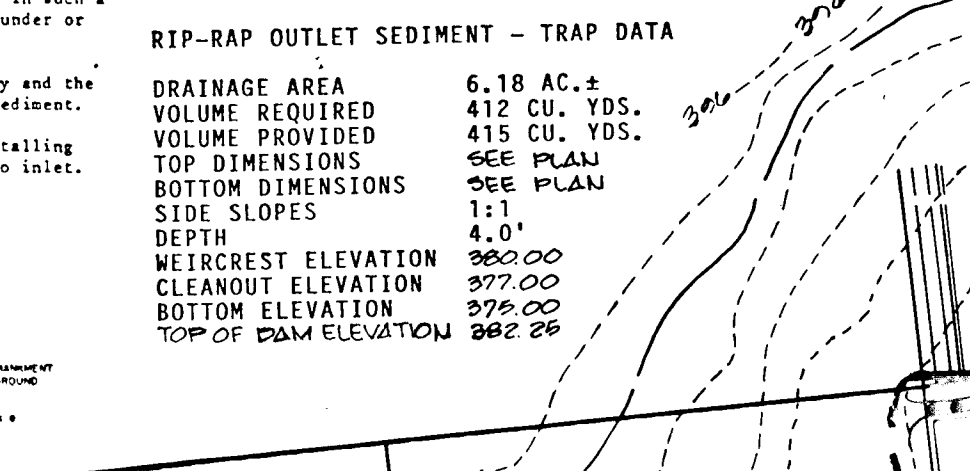 in such a
under or
y and the
ediment.
talling
o inlet.
RIP-RAP OUTLET SEDIMENT - TRAP DATA
DRAINAGE AREA 6.18 AC.±
VOLUME REQUIRED 412 CU. YDS.
VOLUME PROVIDED 415 CU. YDS.
TOP DIMENSIONS SEE PLAN
BOTTOM DIMENSIONS SEE PLAN
SIDE SLOPES 1:1
DEPTH 4.0'
WEIRCREST ELEVATION 380.00
CLEANOUT ELEVATION 377.00
BOTTOM ELEVATION 375.00
TOP OF DAM ELEVATION 382.25
396